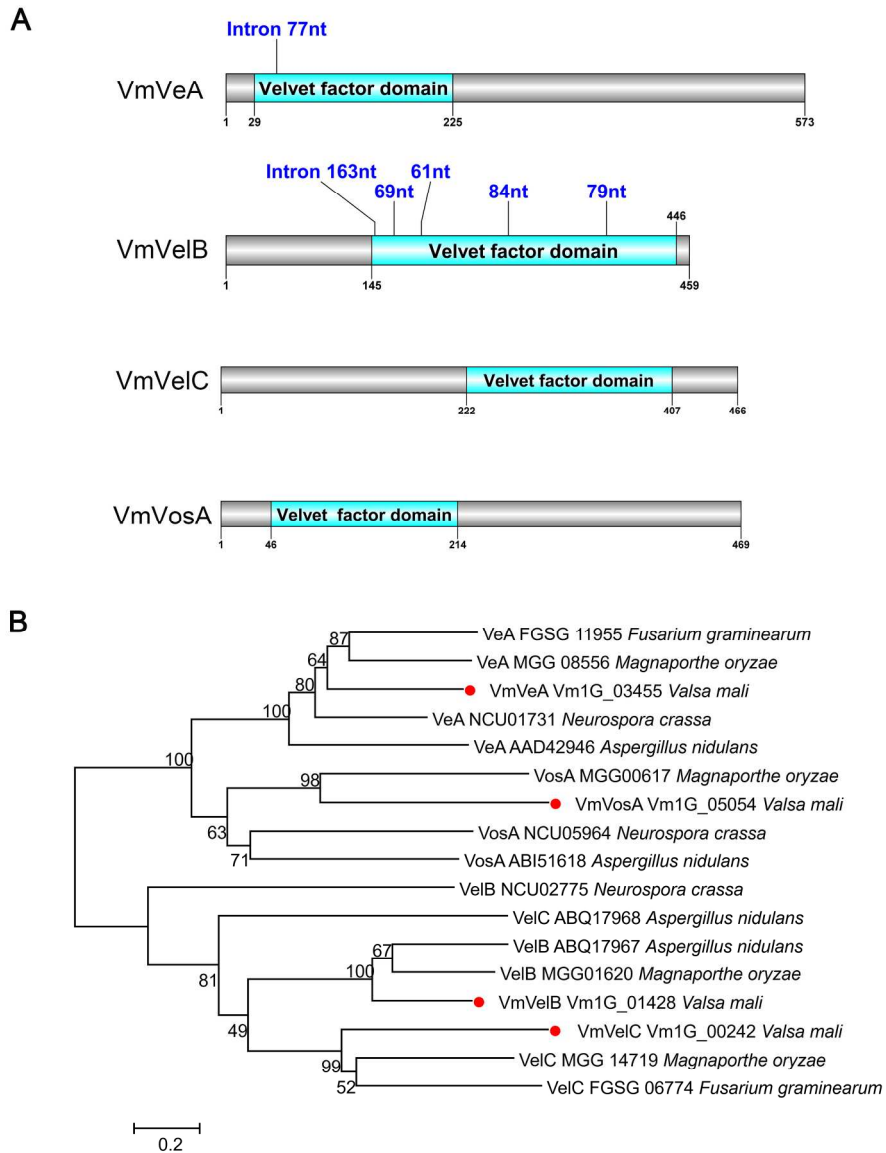 A
Intron 77nt
VmVeA
Velvet factor domain
1 29 225 573
Intron 163nt
61nt
69nt
84nt
79nt
446
VmVelB
Velvet factor domain
1 145 459
VmVelC
Velvet factor domain
1 222 407 466
VmVosA
Velvet factor domain
1 46 214 469
B
87
VeA FGSG 11955 Fusarium graminearum
64
VeA MGG 08556 Magnaporthe oryzae
80
VmVeA Vm1G_03455 Valsa mali
100
VeA NCU01731 Neurospora crassa
VeA AAD42946 Aspergillus nidulans
100
98
VosA MGG00617 Magnaporthe oryzae
VmVosA Vm1G_05054 Valsa mali
63
VosA NCU05964 Neurospora crassa
71
VosA ABI51618 Aspergillus nidulans
VelB NCU02775 Neurospora crassa
VelC ABQ17968 Aspergillus nidulans
81
67
VelB ABQ17967 Aspergillus nidulans
100
VelB MGG01620 Magnaporthe oryzae
VmVelB Vm1G_01428 Valsa mali
49
VmVelC Vm1G_00242 Valsa mali
99
VelC MGG 14719 Magnaporthe oryzae
52
VelC FGSG 06774 Fusarium graminearum
0.2